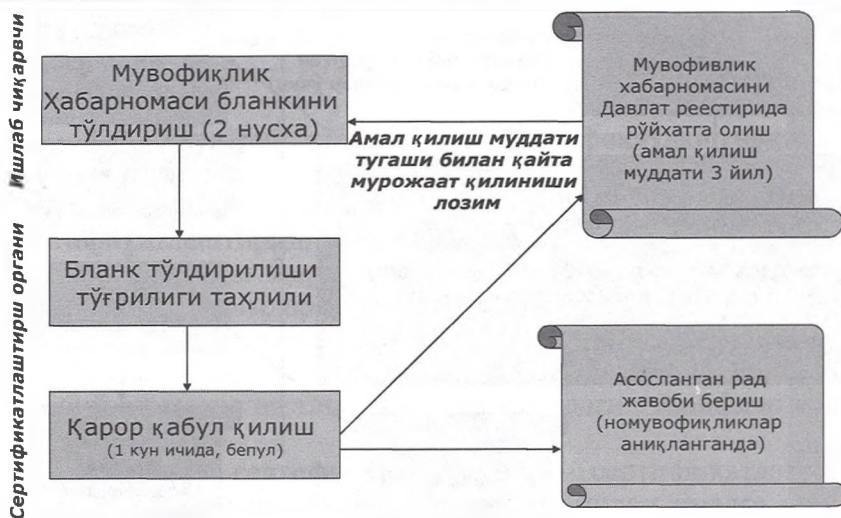 Ишлаб чиқарвчи
Мувофиқлик
Ҳабарномаси бланкини
тўлдириш (2 нусха)
Мувофивлик
хабарномасини
Давлат реестирида
рўйхатга олиш
(амал қилиш
муддати 3 йил)
Амал қилиш муддати
тугаши билан қайта
мурожаат қилиниши
лозим
Сертификатлаштирш органи
Бланк тўлдирилиши
тўғрилиги таҳлили
Қарор қабул қилиш
(1 кун ичида, бепул)
Асосланган рад
жавоби бериш
(номувофиқликлар
аниқланганда)